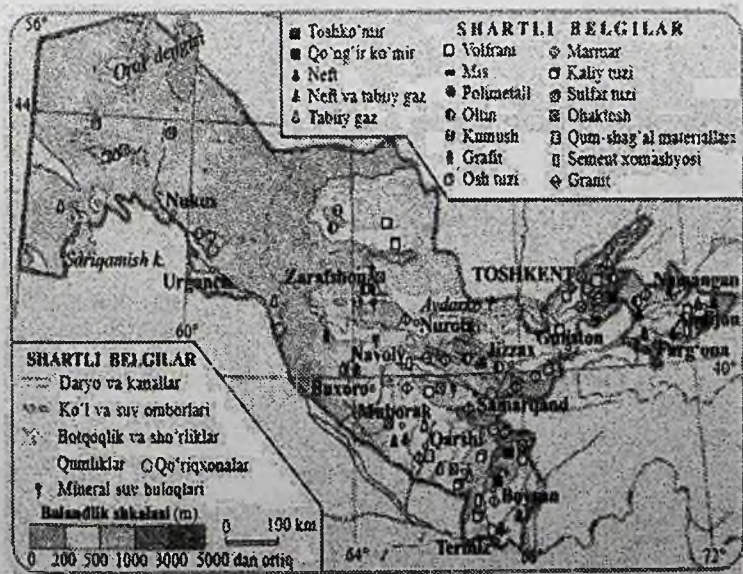 56°
Orol dengizi
44
Toshko'mir
Qo'ng'ir ko'mir
Neft
Neft va tabiiy gaz
Tabiiy gaz
SHARTLI BELGILAR
Volfram
Mis
Polimetall
Oltin
Kumush
Grafit
Osh tuzi
Marmar
Kaliy tuzi
Sulfat tuzi
Ohaktosh
Qum-shag'al materiallari
Sement xomashyosi
Granit
Nukus
Sariqamish k.
Urganch
60°
Zarafshon
Aydarko'l
Nurota
TOSHKENT
Namangan
Guliston
Farg'ona
Navoiy
Jizzax
40°
Buxoro
Samarqand
Muborak
Qarshi
Boysun
Termiz
64°
72°
SHARTLI BELGILAR
Daryo va kanallar
Ko'l va suv omborlari
Botqoqlik va sho'rliklar
Qumliklar
Qo'riqxonalar
Mineral suv buloqlari
Balandlik shkalasi (m)
0 100 km
0 200 500 1000 3000 5000 dan ortiq